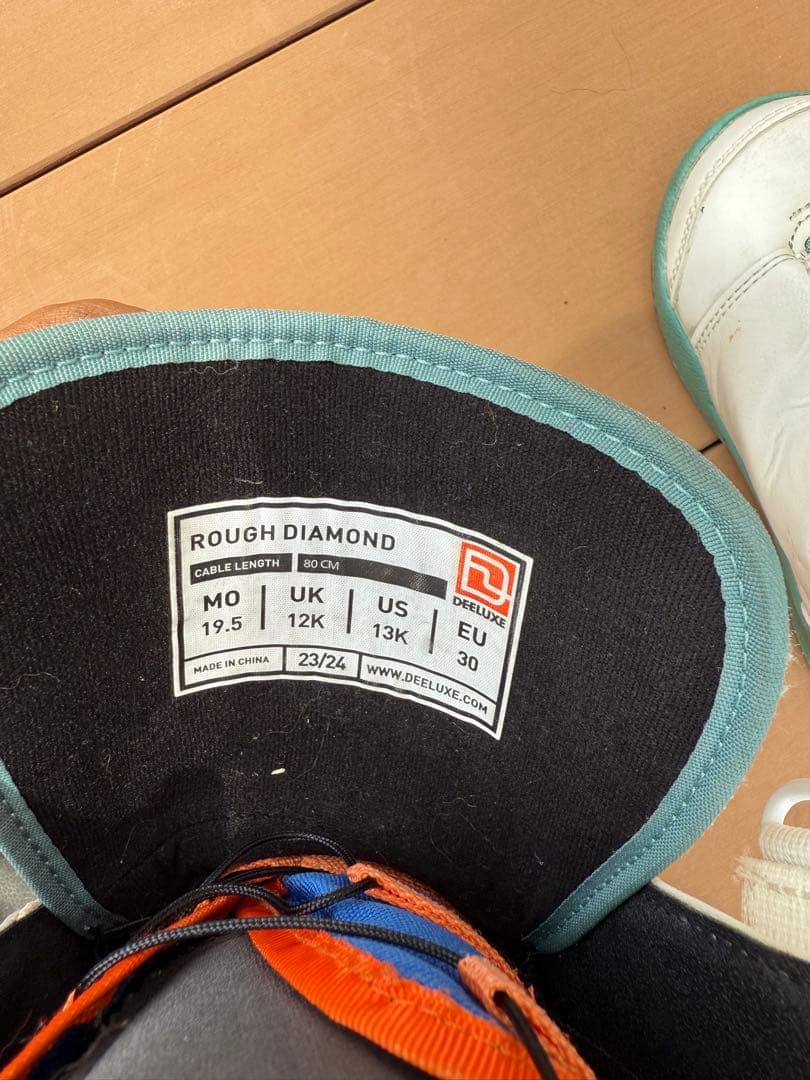 ROUGH DIAMOND
CABLE LENGTH 80 CM
DEELUXE
MO UK US EU
19.5 12K 13K 30
MADE IN CHINA 23/24 WWW.DEELUXE.COM